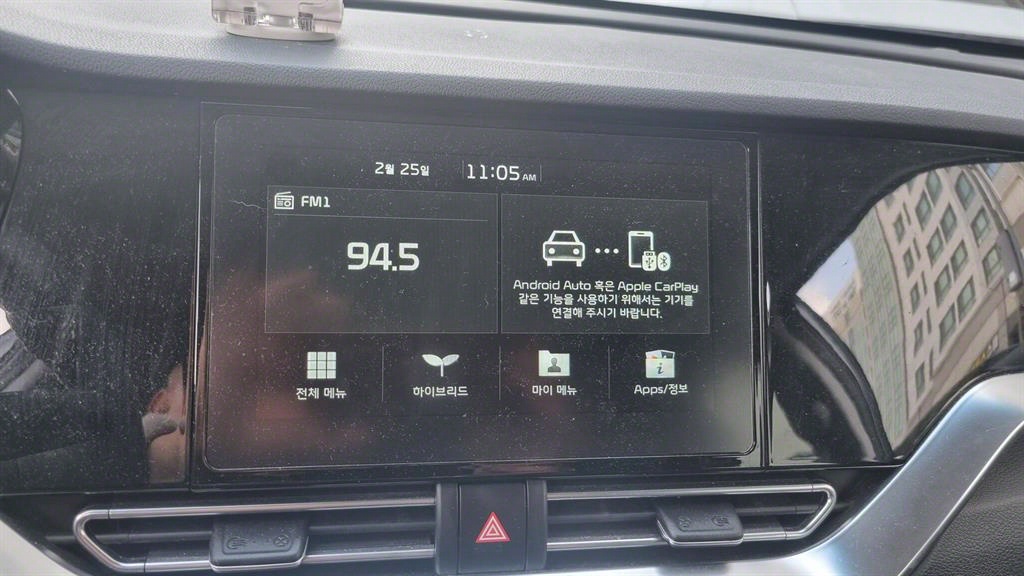 2월 25일 11:05 AM
FM1
94.5
Android Auto 혹은 Apple CarPlay
같은 기능을 사용하기 위해서는 기기를
연결해 주시기 바랍니다.
전체 메뉴
하이브리드
마이 메뉴
Apps/정보